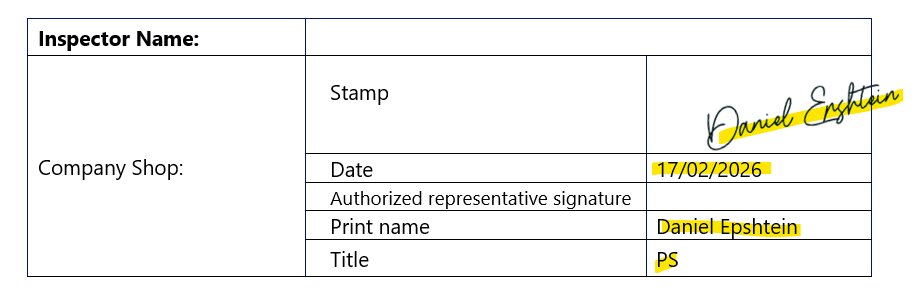 Inspector Name:
Stamp
Daniel Epshtein
Company Shop:
Date 17/02/2026
Authorized representative signature
Print name Daniel Epshtein
Title PS